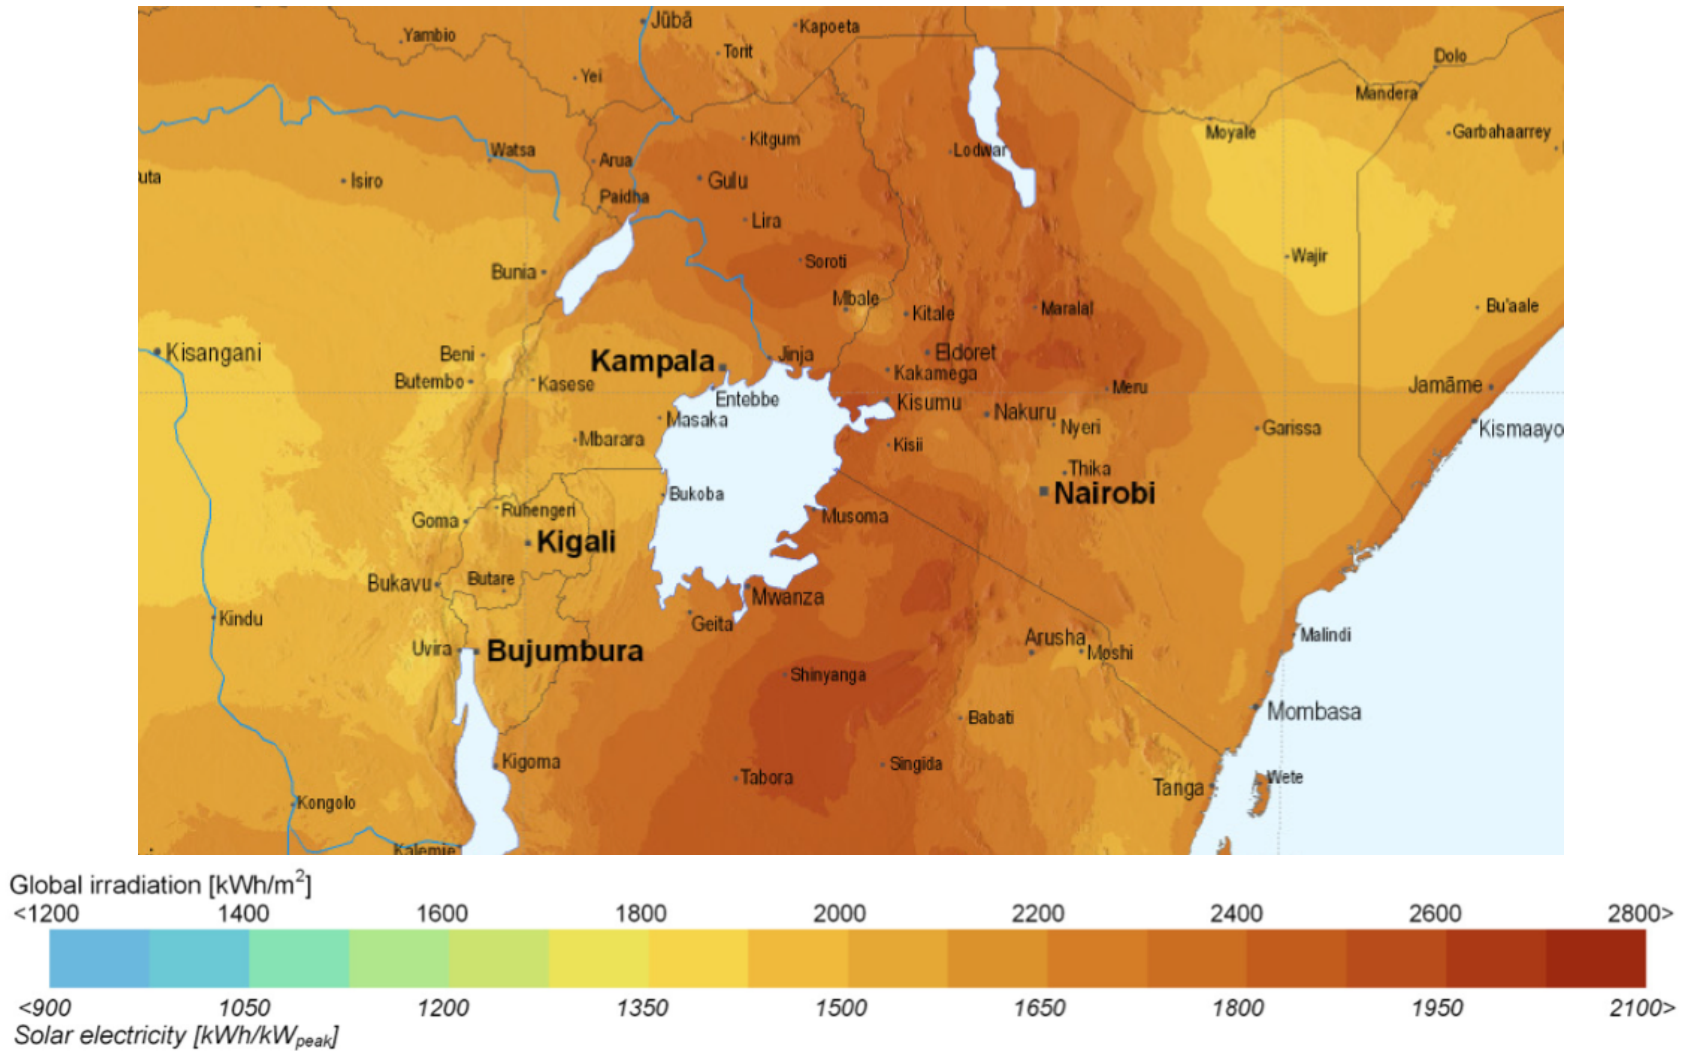 Jūbā
Kapoeta
Yambio
Torit
Dolo
Yei
Mandera
Moyale
Garbahaarrey
Kitgum
Watsa
Lodwar
Arua
uta
Isiro
Gulu
Paidha
Lira
Wajir
Soroti
Bunia
Mbale
Bu'aale
Kitale
Maralal
Kisangani
Beni
Kampala
Jinja
Eldoret
Kakamega
Butembo
Kasese
Meru
Jamāme
Entebbe
Kisumu
Nakuru
Masaka
Nyeri
Garissa
Kismaayo
Mbarara
Kisii
Thika
Bukoba
Nairobi
Ruhengeri
Goma
Musoma
Kigali
Bukavu
Butare
Mwanza
Kindu
Geita
Arusha
Malindi
Uvira
Bujumbura
Moshi
Shinyanga
Babati
Mombasa
Kigoma
Tabora
Singida
Tanga
Wete
Kongolo
Kalemie
Global irradiation [kWh/m²]
<1200 1400 1600 1800 2000 2200 2400 2600 2800>
<900 1050 1200 1350 1500 1650 1800 1950 2100>
Solar electricity [kWh/kWpeak]